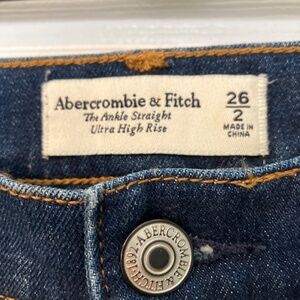 Abercrombie & Fitch
The Ankle Straight
Ultra High Rise
26
2
MADE IN
CHINA
ABERCROMBIE & FITCH · 1892 ·